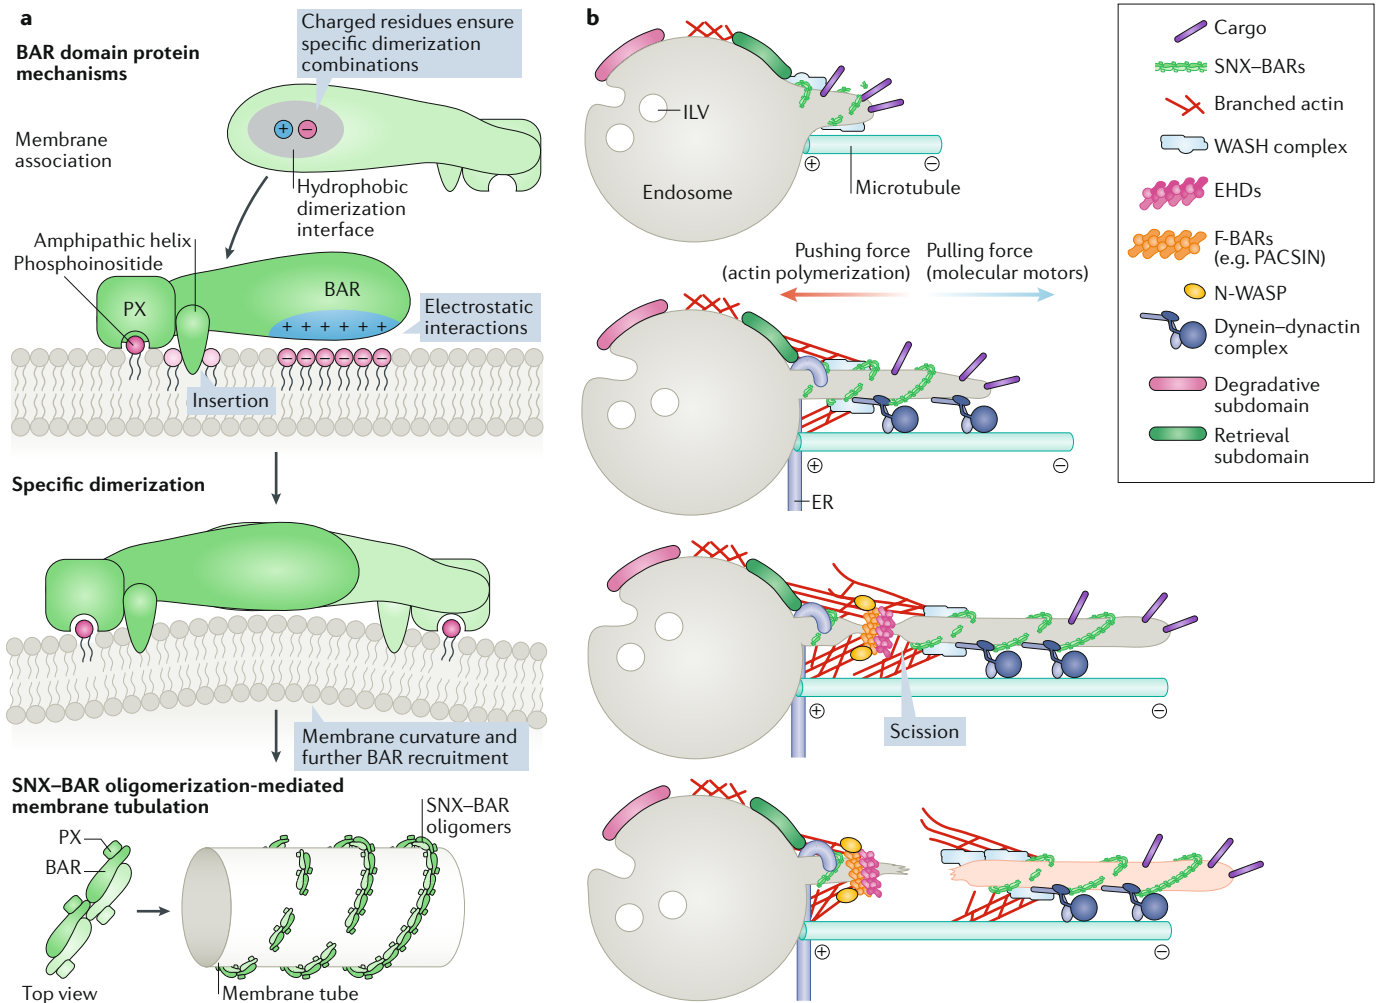 a
BAR domain protein
mechanisms
Charged residues ensure
specific dimerization
combinations
+
−
Membrane
association
Hydrophobic
dimerization
interface
Amphipathic helix
Phosphoinositide
PX
BAR
+ + + + + +
Electrostatic
interactions
− − − − − −
Insertion
Specific dimerization
Membrane curvature and
further BAR recruitment
SNX–BAR oligomerization-mediated
membrane tubulation
PX
BAR
SNX–BAR
oligomers
Top view
Membrane tube
b
ILV
Endosome
+
−
Microtubule
Pushing force
(actin polymerization)
Pulling force
(molecular motors)
+
−
ER
+
−
Scission
+
−
Cargo
SNX–BARs
Branched actin
WASH complex
EHDs
F-BARs
(e.g. PACSIN)
N-WASP
Dynein–dynactin
complex
Degradative
subdomain
Retrieval
subdomain